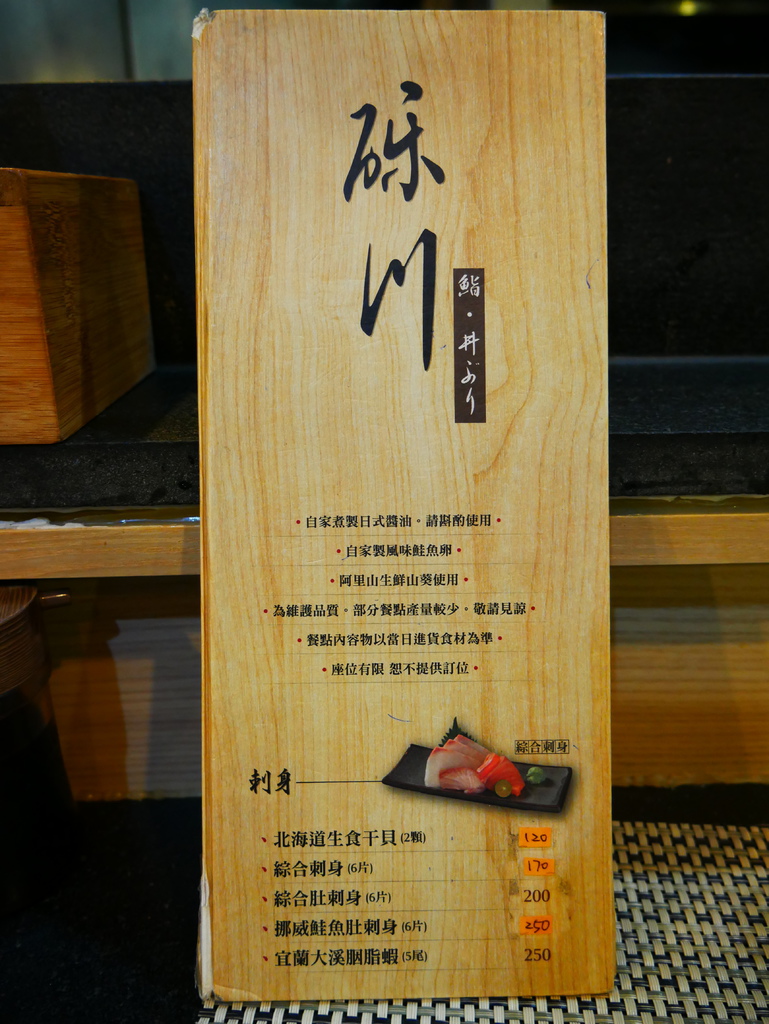 礫川
鮨・丼ぶり
・自家煮製日式醬油。請斟酌使用・
・自家製風味鮭魚卵・
・阿里山生鮮山葵使用・
・為維護品質。部分餐點產量較少。敬請見諒・
・餐點內容物以當日進貨食材為準・
・座位有限 恕不提供訂位・
綜合刺身
刺身
北海道生食干貝(2顆) 120
綜合刺身(6片) 170
綜合肚刺身(6片) 200
挪威鮭魚肚刺身(6片) 250
宜蘭大溪胭脂蝦(5尾) 250